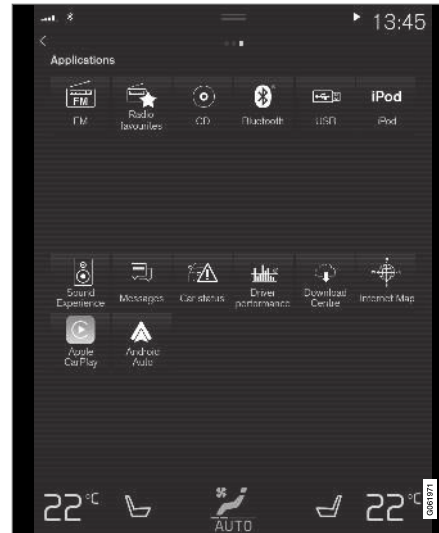 13:45
Applications
FM
iPod
FM
Radio
favourites
CD
Bluetooth
USB
iPod
Sound
Experience
Messages
Car status
Driver
performance
Download
Centre
Internet Map
Apple
CarPlay
Android
Auto
22°C
AUTO
22°C
G061971